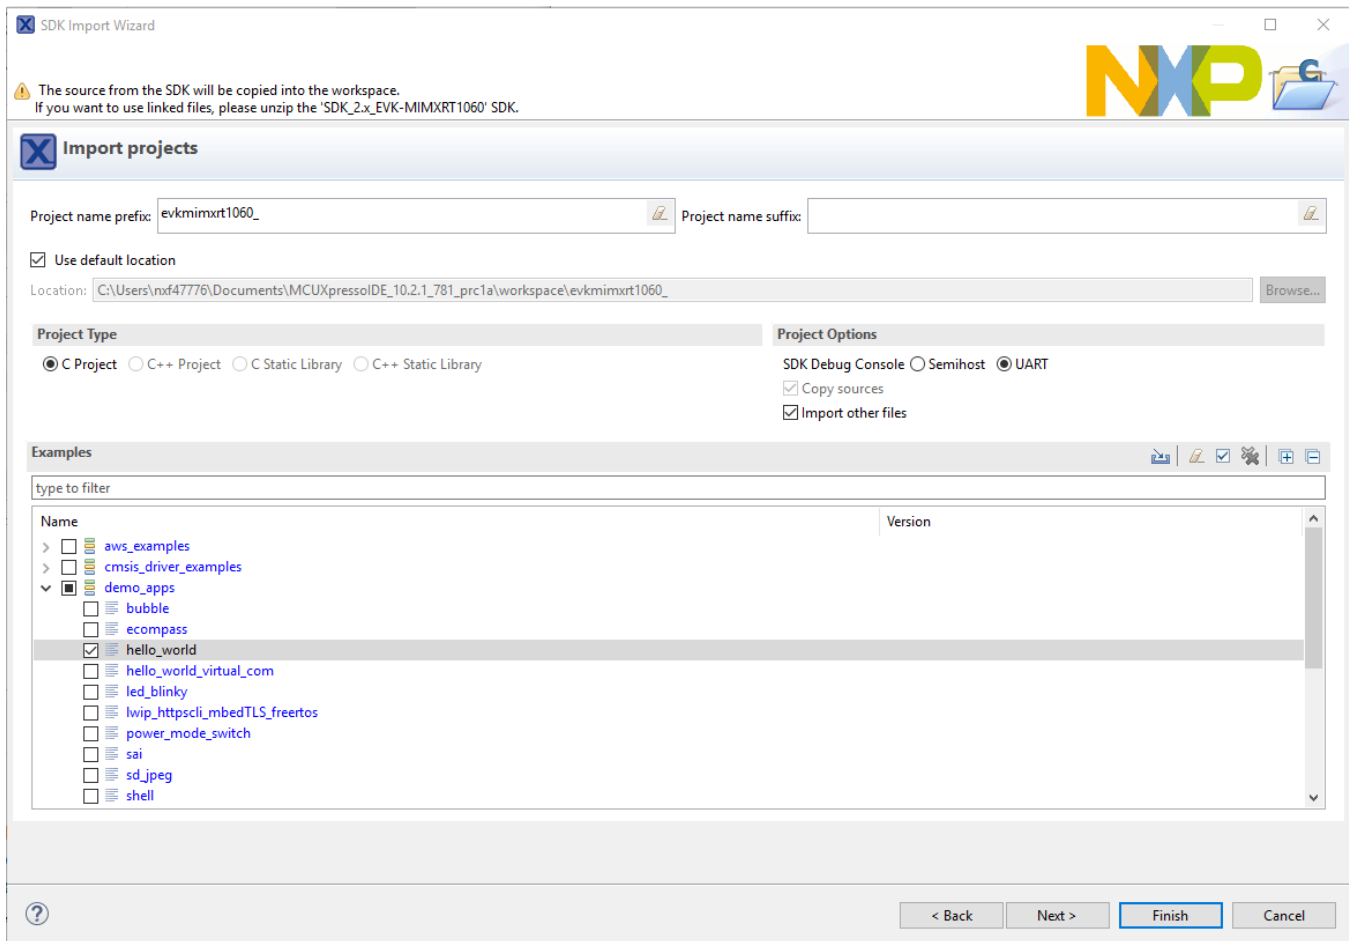 SDK Import Wizard
The source from the SDK will be copied into the workspace.
If you want to use linked files, please unzip the 'SDK_2.x_EVK-MIMXRT1060' SDK.
NXP
C
X Import projects
Project name prefix: evkmimxrt1060_ Project name suffix:
Use default location
Location: C:\Users\nxf47776\Documents\MCUXpressoIDE_10.2.1_781_prc1a\workspace\evkmimxrt1060_ Browse...
Project Type Project Options
C Project C++ Project C Static Library C++ Static Library SDK Debug Console Semihost UART
Copy sources
Import other files
Examples
type to filter
Name Version
aws_examples
cmsis_driver_examples
demo_apps
bubble
ecompass
hello_world
hello_world_virtual_com
led_blinky
lwip_httpscli_mbedTLS_freertos
power_mode_switch
sai
sd_jpeg
shell
? < Back Next > Finish Cancel